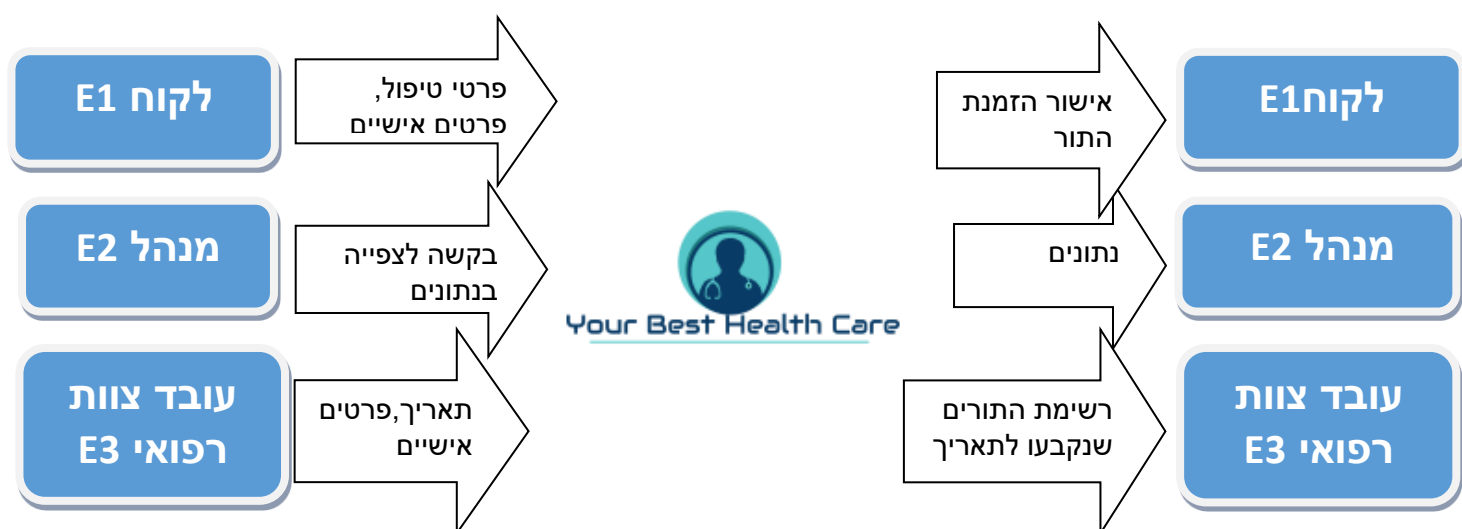 לקוח E1
פרטי טיפול,
פרטים אישיים
אישור הזמנת
התור
לקוחE1
מנהל E2
בקשה לצפייה
בנתונים
Your Best Health Care
נתונים
מנהל E2
עובד צוות
רפואי E3
תאריך,פרטים
אישיים
רשימת התורים
שנקבעו לתאריך
עובד צוות
רפואי E3